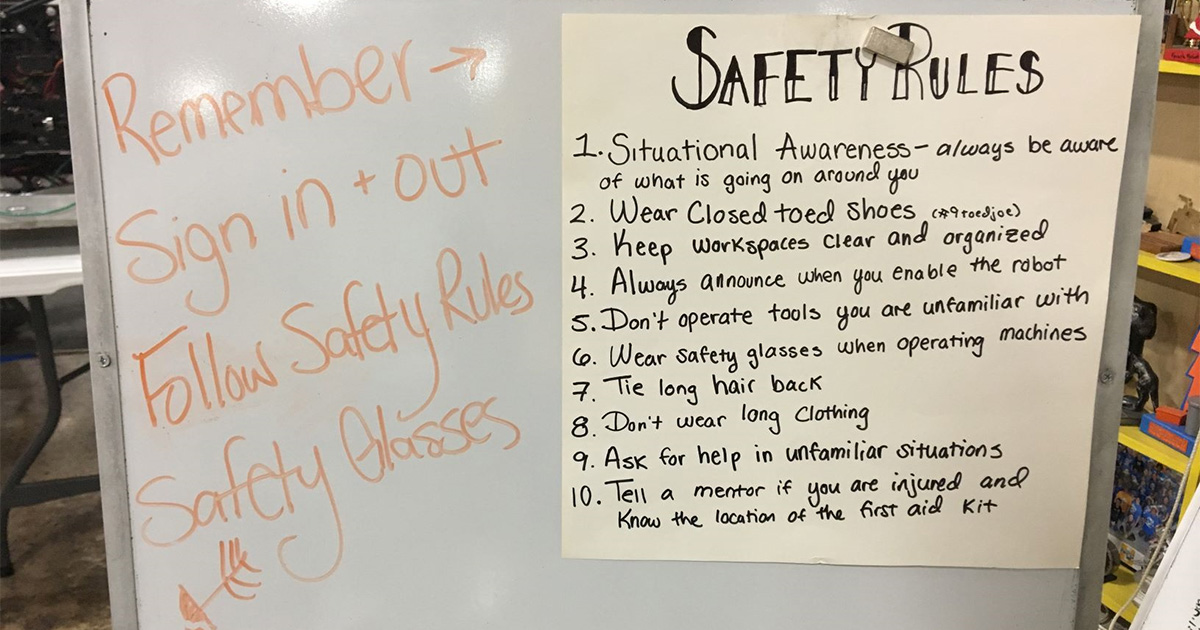 Remember →
Sign in + out
Follow Safety Rules
Safety Glasses
SAFETY RULES
1. Situational Awareness - always be aware
of what is going on around you
2. Wear Closed toed shoes (#9toedjoe)
3. Keep workspaces clear and organized
4. Always announce when you enable the robot
5. Don't operate tools you are unfamiliar with
6. Wear safety glasses when operating machines
7. Tie long hair back
8. Don't wear long clothing
9. Ask for help in unfamiliar situations
10. Tell a mentor if you are injured and
Know the location of the first aid kit